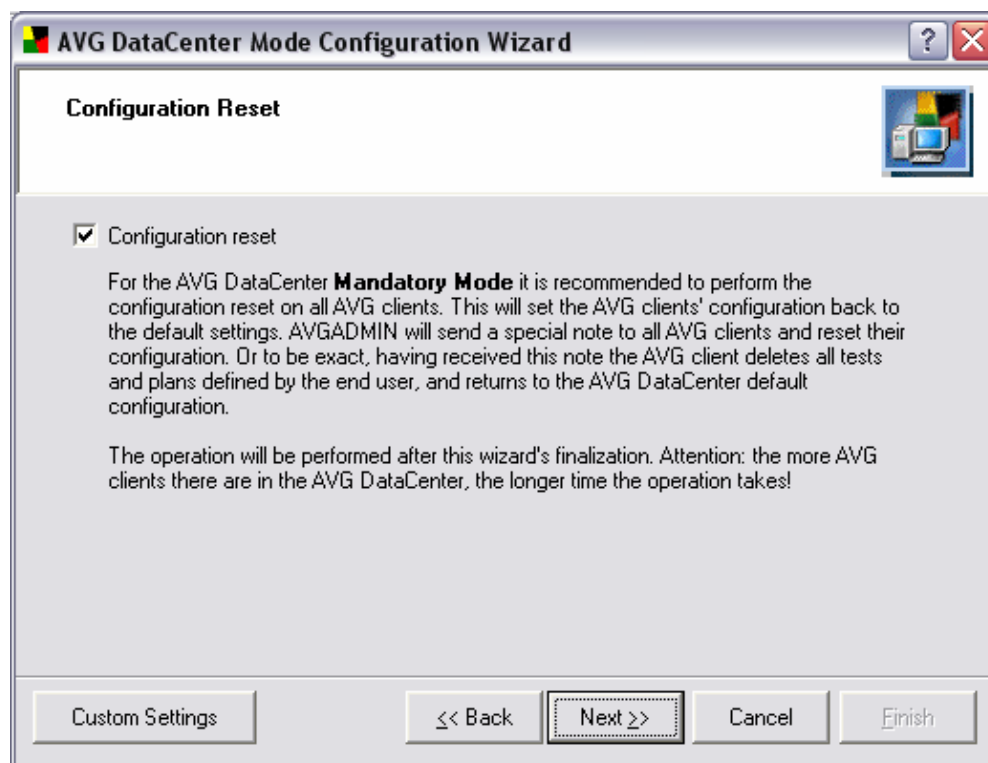 AVG DataCenter Mode Configuration Wizard
Configuration Reset
Configuration reset
For the AVG DataCenter Mandatory Mode it is recommended to perform the
configuration reset on all AVG clients. This will set the AVG clients' configuration back to
the default settings. AVGADMIN will send a special note to all AVG clients and reset their
configuration. Or to be exact, having received this note the AVG client deletes all tests
and plans defined by the end user, and returns to the AVG DataCenter default
configuration.
The operation will be performed after this wizard's finalization. Attention: the more AVG
clients there are in the AVG DataCenter, the longer time the operation takes!
Custom Settings
<< Back
Next >>
Cancel
Finish